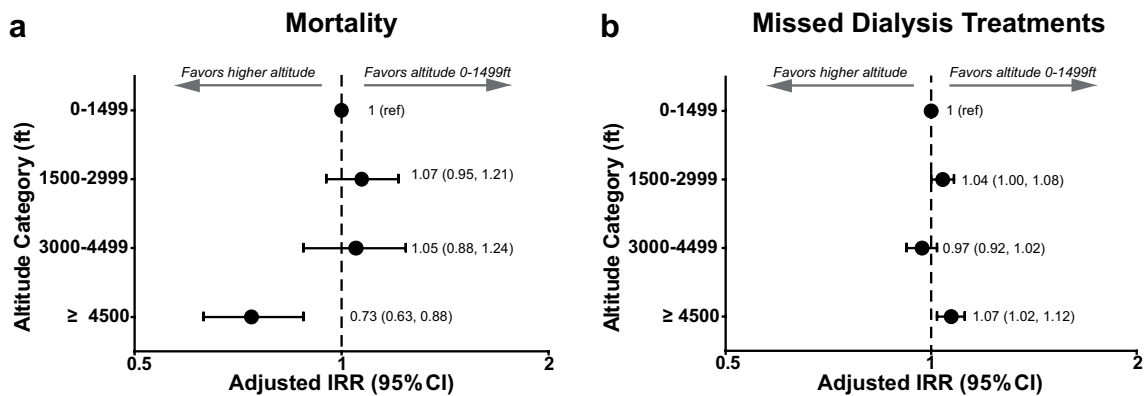 a
Mortality
Favors higher altitude
Favors altitude 0-1499ft
Altitude Category (ft)
0-1499
1 (ref)
1500-2999
1.07 (0.95, 1.21)
3000-4499
1.05 (0.88, 1.24)
≥ 4500
0.73 (0.63, 0.88)
0.5
1
2
Adjusted IRR (95%CI)
b
Missed Dialysis Treatments
Favors higher altitude
Favors altitude 0-1499ft
Altitude Category (ft)
0-1499
1 (ref)
1500-2999
1.04 (1.00, 1.08)
3000-4499
0.97 (0.92, 1.02)
≥ 4500
1.07 (1.02, 1.12)
0.5
1
2
Adjusted IRR (95%CI)